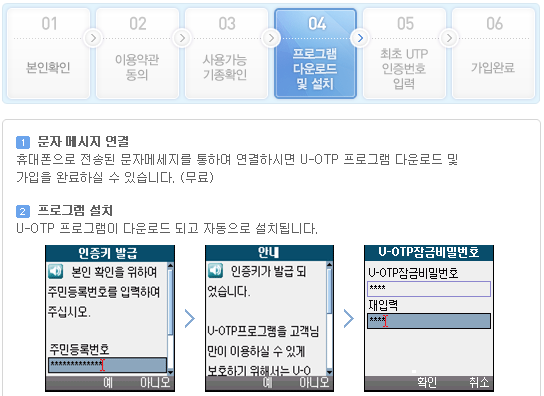 01
본인확인
02
이용약관
동의
03
사용가능
기종확인
04
프로그램
다운로드
및 설치
05
최초 UTP
인증번호
입력
06
가입완료
1 문자 메시지 연결
휴대폰으로 전송된 문자메세지를 통하여 연결하시면 U-OTP 프로그램 다운로드 및
가입을 완료하실 수 있습니다. (무료)
2 프로그램 설치
U-OTP 프로그램이 다운로드 되고 자동으로 설치됩니다.
인증키 발급
본인 확인을 위하여
주민등록번호를 입력하여
주십시오.
주민등록번호
*************
예 아니오
안내
인증키가 발급 되
었습니다.
U-OTP프로그램을 고객님
만이 이용하실 수 있게
보호하기 위해서는 U-O
예 아니오
U-OTP잠금비밀번호
U-OTP잠금비밀번호
****
재입력
****
확인 취소